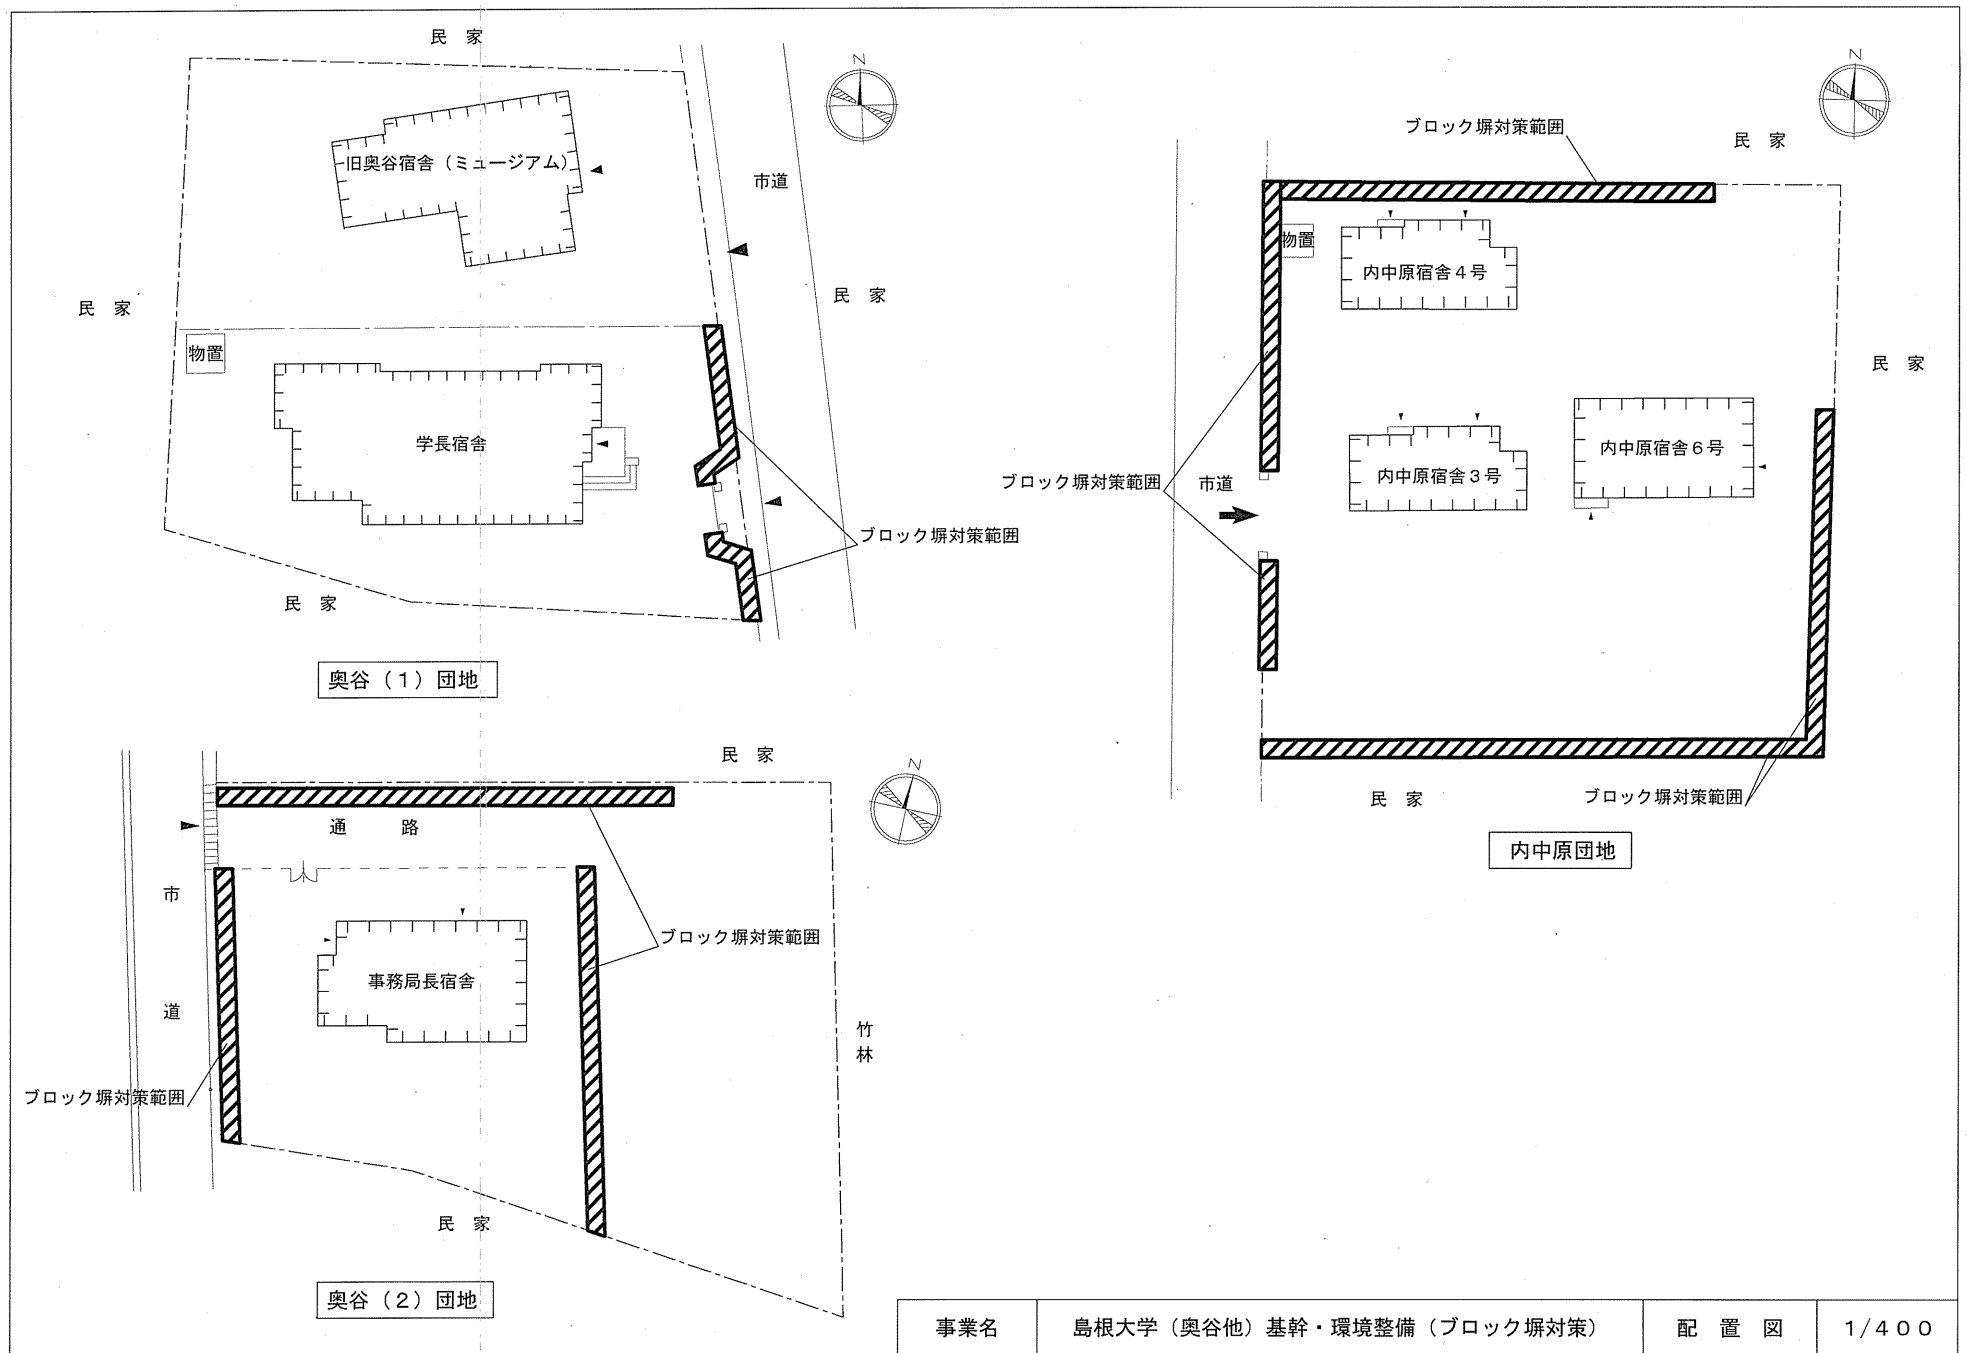 民 家
N
旧奥谷宿舎（ミュージアム）
市道
民 家
民 家
物置
学長宿舎
ブロック塀対策範囲
民 家
奥谷（１）団地
N
ブロック塀対策範囲
民 家
物置
内中原宿舎４号
民 家
内中原宿舎６号
内中原宿舎３号
ブロック塀対策範囲
市道
民 家
ブロック塀対策範囲
内中原団地
民 家
N
通 路
市
道
ブロック塀対策範囲
事務局長宿舎
竹
林
ブロック塀対策範囲
民 家
奥谷（２）団地
事業名
島根大学（奥谷他）基幹・環境整備（ブロック塀対策）
配 置 図
１/４００